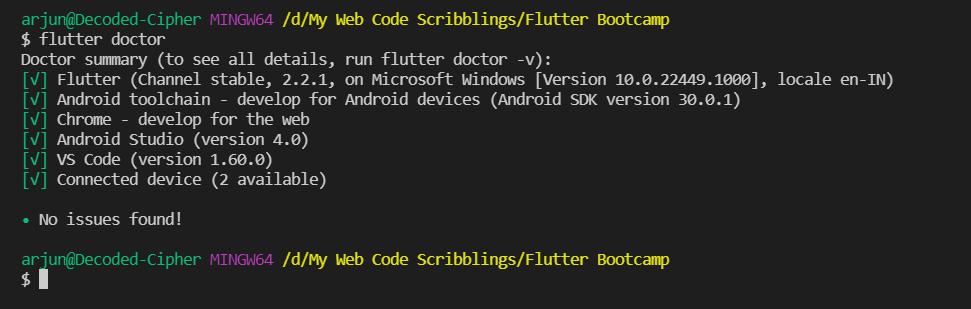 arjun@Decoded-Cipher MINGW64 /d/My Web Code Scribblings/Flutter Bootcamp
$ flutter doctor
Doctor summary (to see all details, run flutter doctor -v):
[√] Flutter (Channel stable, 2.2.1, on Microsoft Windows [Version 10.0.22449.1000], locale en-IN)
[√] Android toolchain - develop for Android devices (Android SDK version 30.0.1)
[√] Chrome - develop for the web
[√] Android Studio (version 4.0)
[√] VS Code (version 1.60.0)
[√] Connected device (2 available)
• No issues found!
arjun@Decoded-Cipher MINGW64 /d/My Web Code Scribblings/Flutter Bootcamp
$